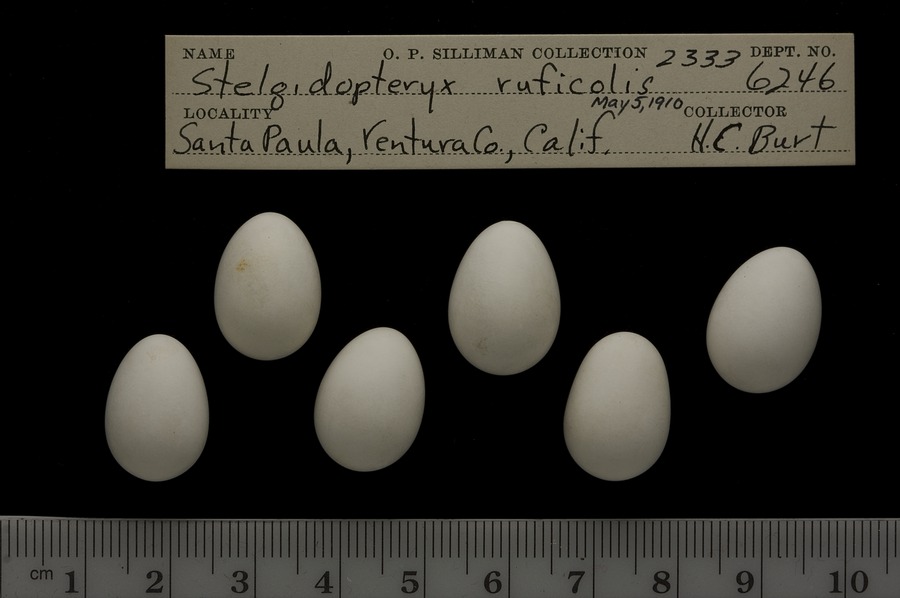 NAME O. P. SILLIMAN COLLECTION 2333 DEPT. NO.
Stelgidopteryx ruficolis 6246
LOCALITY May 5, 1910 COLLECTOR
Santa Paula, Ventura Co., Calif. H.C. Burt
cm 1 2 3 4 5 6 7 8 9 10